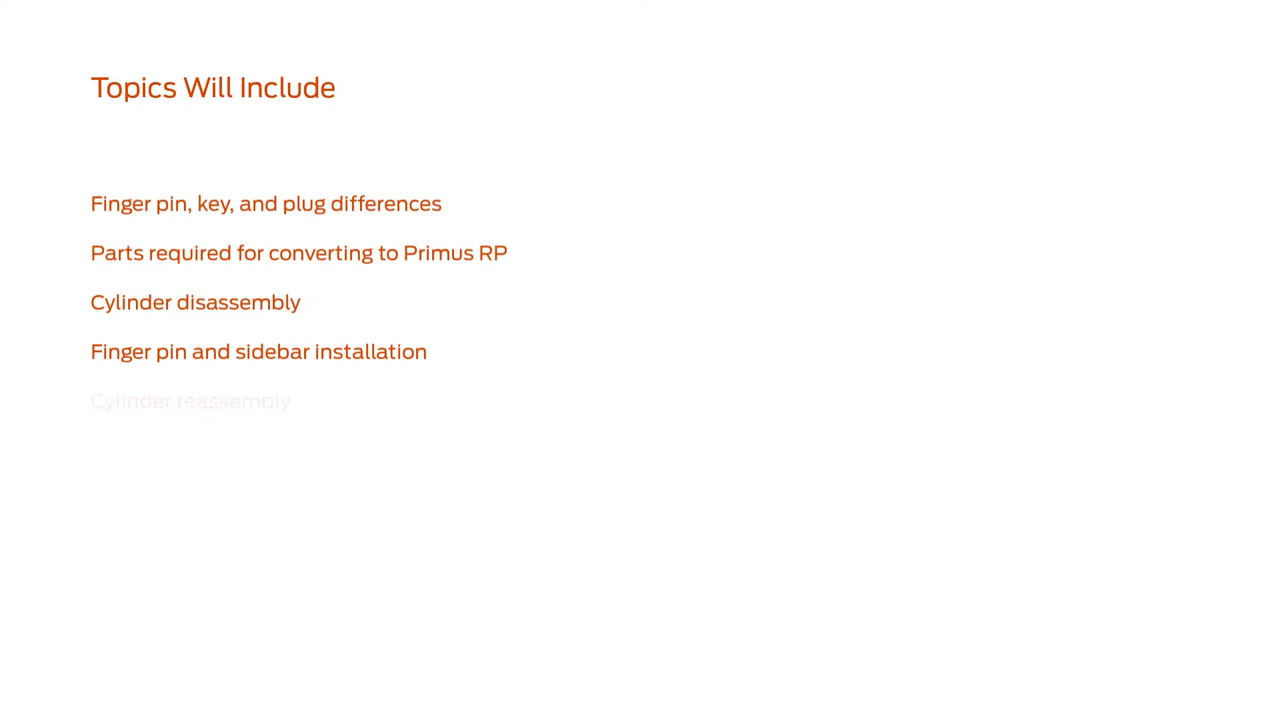 Topics Will Include
Finger pin, key, and plug differences
Parts required for converting to Primus RP
Cylinder disassembly
Finger pin and sidebar installation
Cylinder reassembly